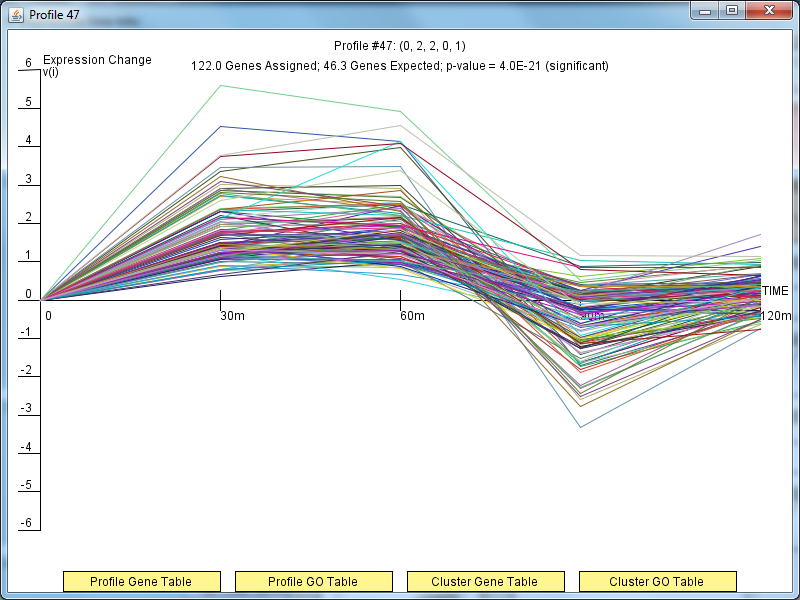 Profile 47
Profile #47: (0, 2, 2, 0, 1)
Expression Change
v(i)
122.0 Genes Assigned; 46.3 Genes Expected; p-value = 4.0E-21 (significant)
6
5
4
3
2
1
0
TIME
0 30m 60m 90m 120m
-1
-2
-3
-4
-5
-6
Profile Gene Table Profile GO Table Cluster Gene Table Cluster GO Table